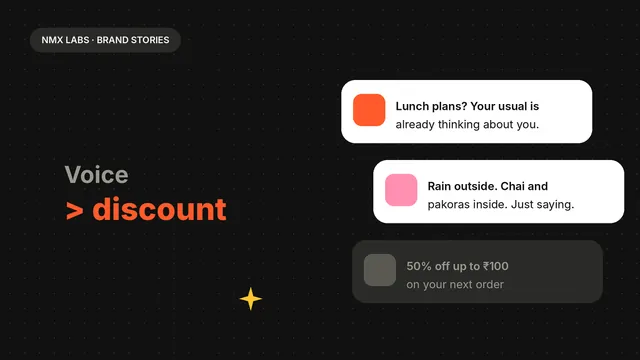 NMX LABS · BRAND STORIES
Voice
> discount
Lunch plans? Your usual is
already thinking about you.
Rain outside. Chai and
pakoras inside. Just saying.
50% off up to ₹100
on your next order